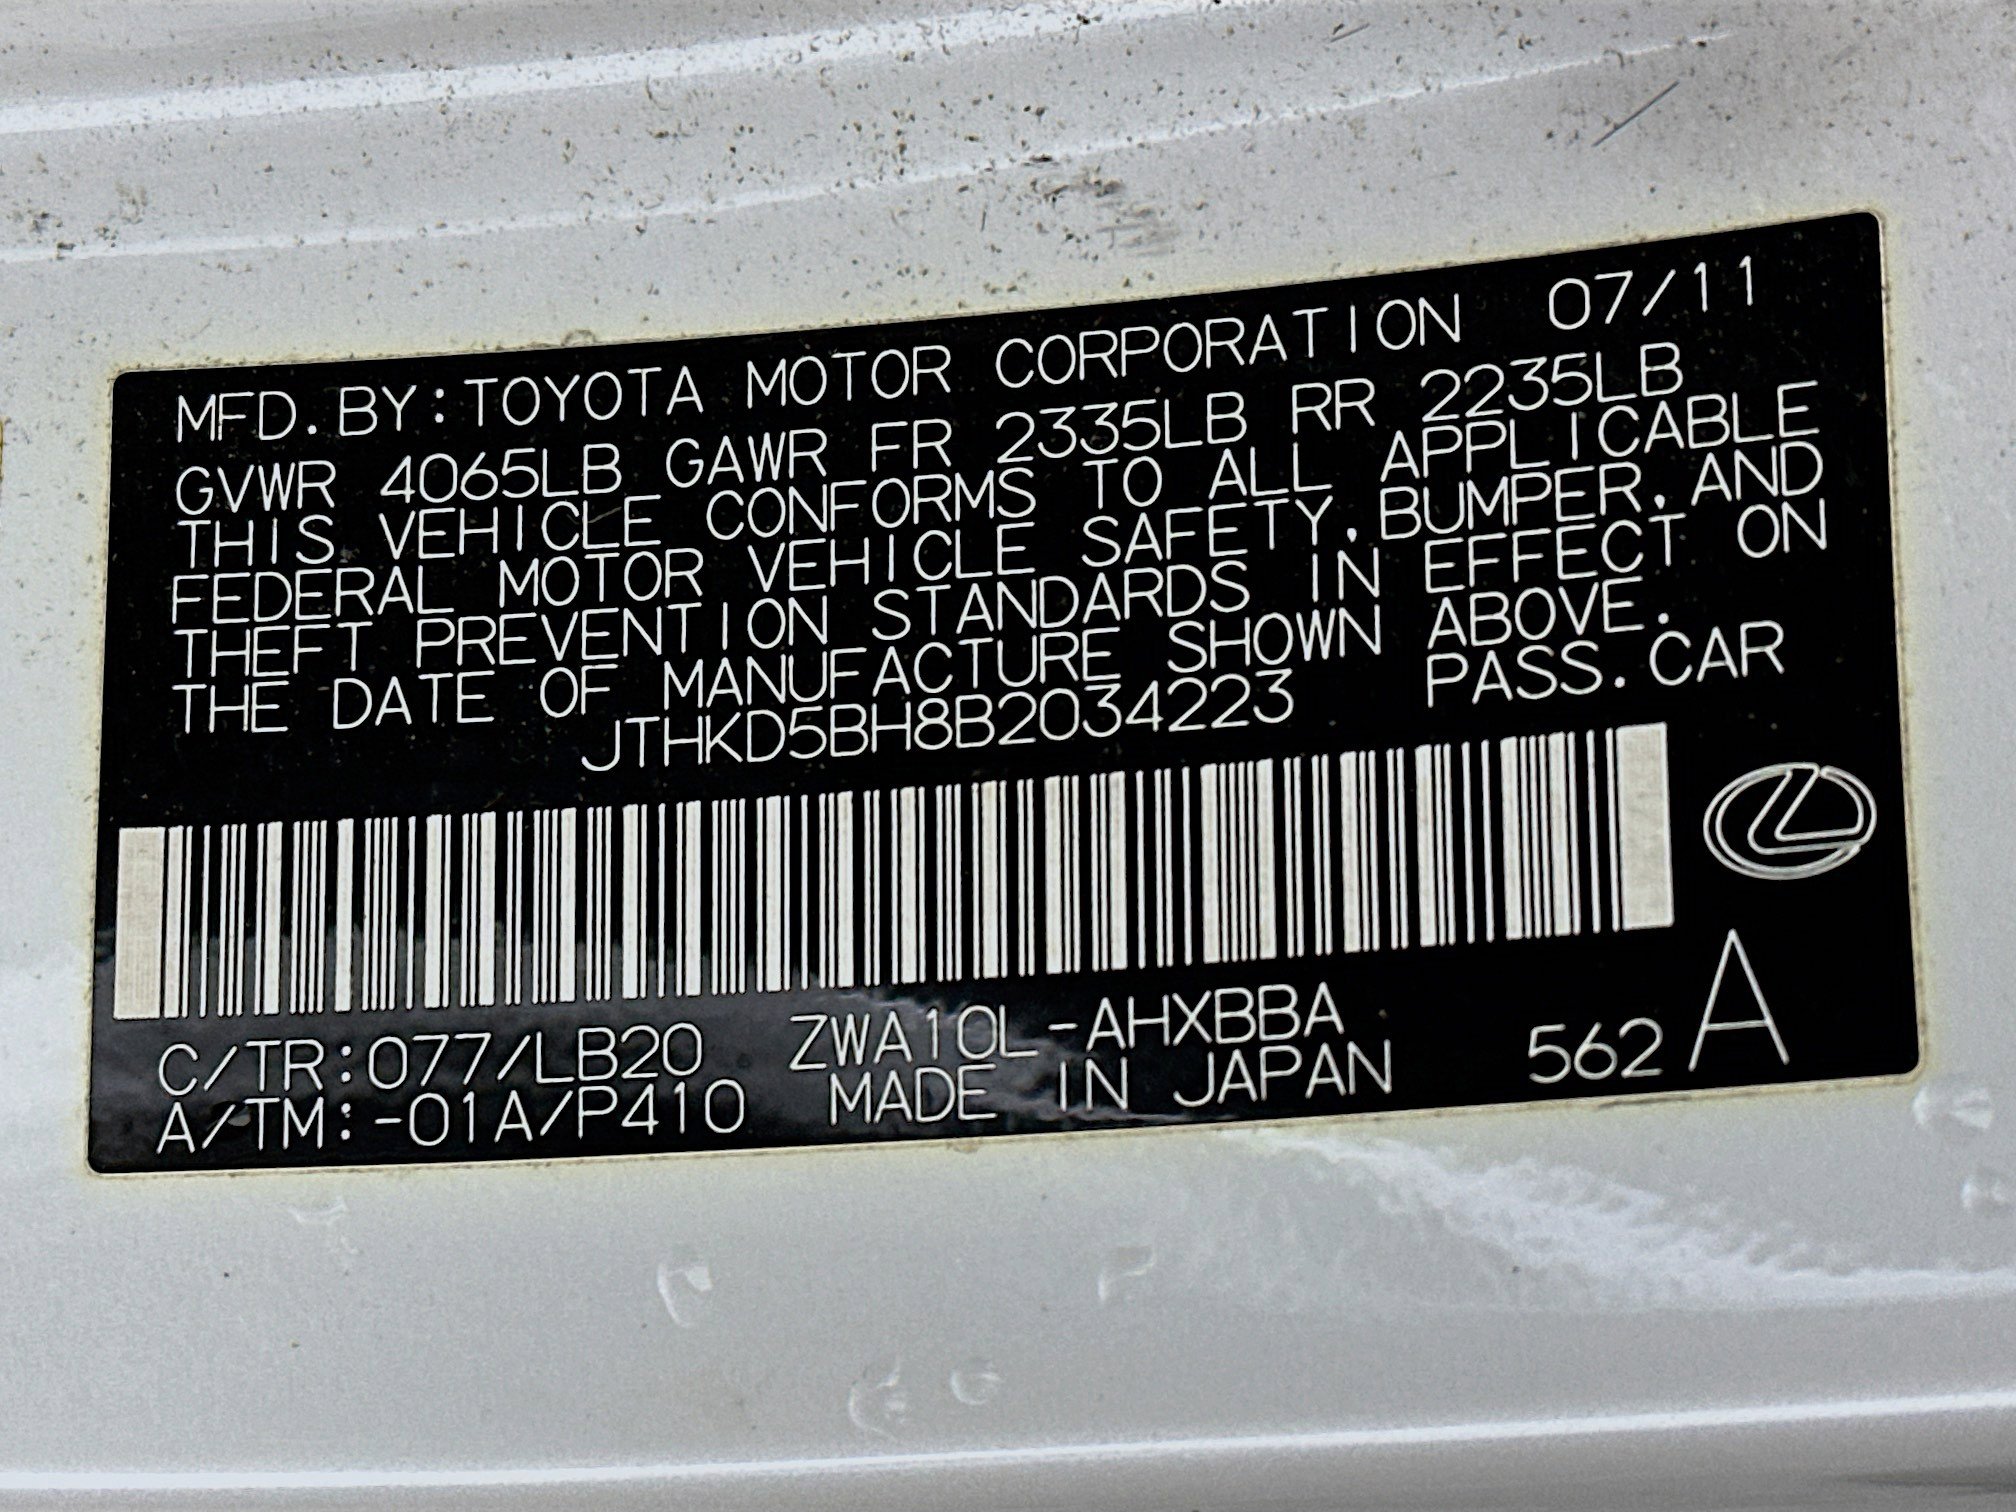 MFD.BY:TOYOTA MOTOR CORPORATION 07/11
GVWR 4065LB GAWR FR 2335LB RR 2235LB
THIS VEHICLE CONFORMS TO ALL APPLICABLE
FEDERAL MOTOR VEHICLE SAFETY,BUMPER,AND
THEFT PREVENTION STANDARDS IN EFFECT ON
THE DATE OF MANUFACTURE SHOWN ABOVE.
JTHKD5BH8B2034223 PASS.CAR
C/TR:077/LB20 ZWA10L-AHXBBA
A/TM:-01A/P410 MADE IN JAPAN 562 A